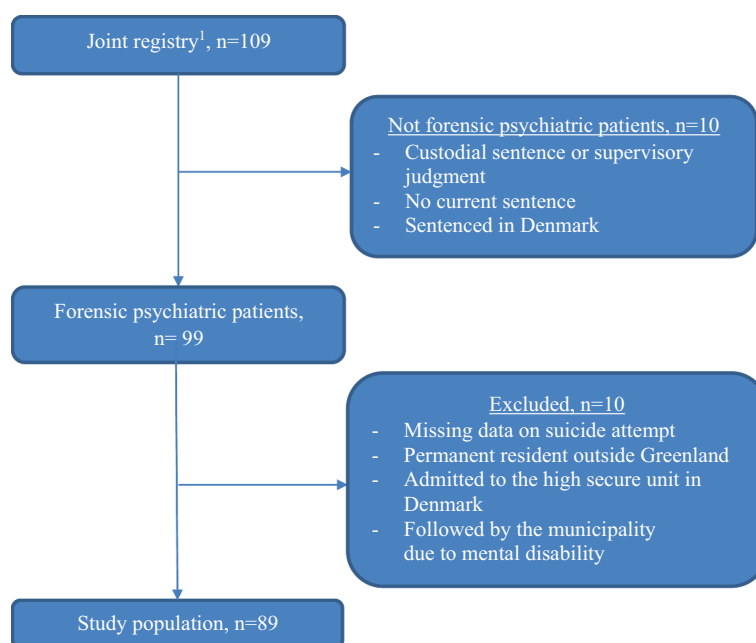 Joint registry¹, n=109
Not forensic psychiatric patients, n=10
- Custodial sentence or supervisory
judgment
- No current sentence
- Sentenced in Denmark
Forensic psychiatric patients,
n= 99
Excluded, n=10
- Missing data on suicide attempt
- Permanent resident outside Greenland
- Admitted to the high secure unit in
Denmark
- Followed by the municipality
due to mental disability
Study population, n=89